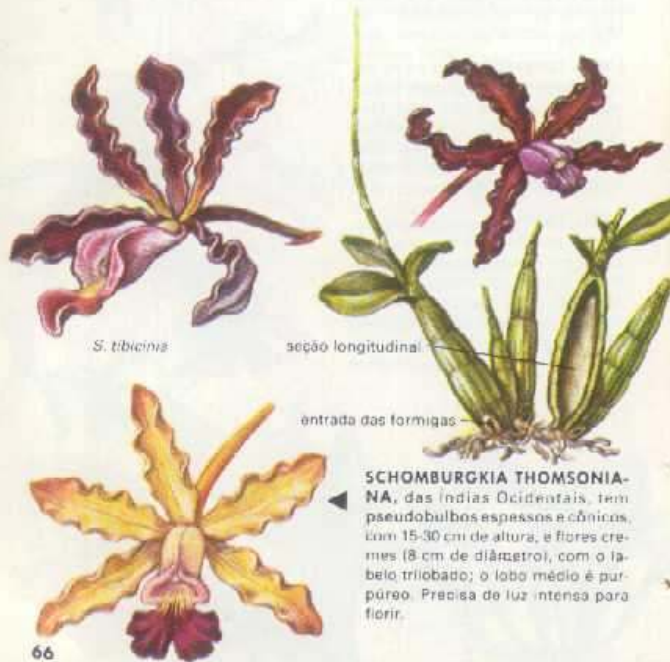 S. tibicinia
seção longitudinal
entrada das formigas
SCHOMBURGKIA THOMSONIA-
NA, das Índias Ocidentais, tem
pseudobulbos espessos e cônicos,
com 15-30 cm de altura, e flores cre-
mes (8 cm de diâmetro), com o la-
belo trilobado; o lobo médio é pur-
púreo. Precisa de luz intensa para
florir.
66